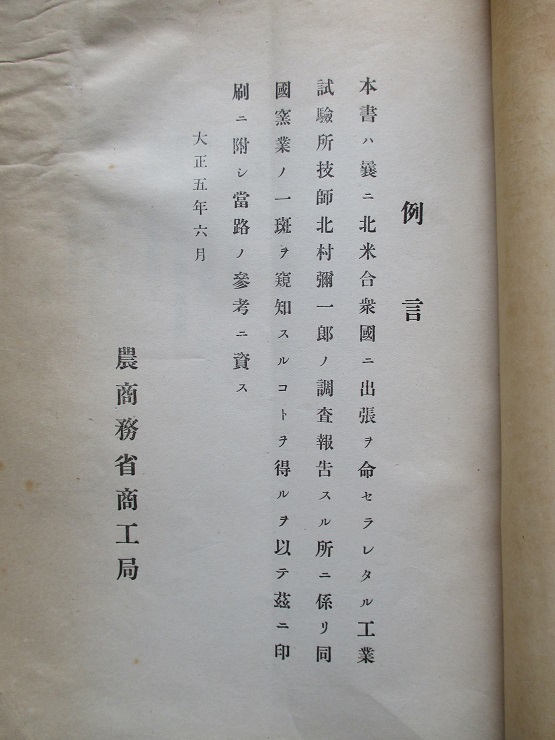 例言
本書ハ曩ニ北米合衆國ニ出張ヲ命セラレタル工業
試驗所技師北村彌一郎ノ調査報告スル所ニ係リ同
國窯業ノ一斑ヲ窺知スルコトヲ得ルヲ以テ茲ニ印
刷ニ附シ當路ノ參考ニ資ス
大正五年六月
農商務省商工局